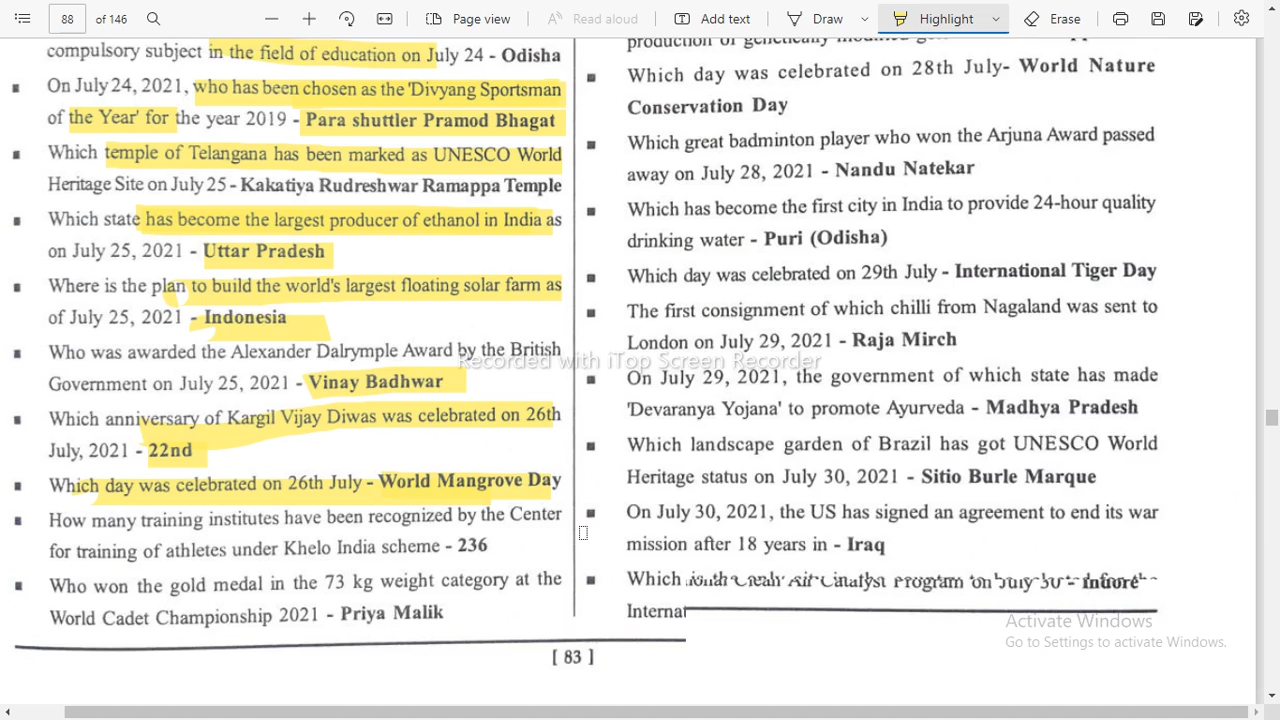 88
of 146
Page view
Read aloud
Add text
Draw
Highlight
Erase
compulsory subject in the field of education on July 24 - Odisha
On July 24, 2021, who has been chosen as the 'Divyang Sportsman
of the Year' for the year 2019 - Para shuttler Pramod Bhagat
Which temple of Telangana has been marked as UNESCO World
Heritage Site on July 25 - Kakatiya Rudreshwar Ramappa Temple
Which state has become the largest producer of ethanol in India as
on July 25, 2021 - Uttar Pradesh
Where is the plan to build the world's largest floating solar farm as
of July 25, 2021 - Indonesia
Who was awarded the Alexander Dalrymple Award by the British
Government on July 25, 2021 - Vinay Badhwar
Which anniversary of Kargil Vijay Diwas was celebrated on 26th
July, 2021 - 22nd
Which day was celebrated on 26th July - World Mangrove Day
How many training institutes have been recognized by the Center
for training of athletes under Khelo India scheme - 236
Who won the gold medal in the 73 kg weight category at the
World Cadet Championship 2021 - Priya Malik
production of genetically modified
Which day was celebrated on 28th July- World Nature
Conservation Day
Which great badminton player who won the Arjuna Award passed
away on July 28, 2021 - Nandu Natekar
Which has become the first city in India to provide 24-hour quality
drinking water - Puri (Odisha)
Which day was celebrated on 29th July - International Tiger Day
The first consignment of which chilli from Nagaland was sent to
London on July 29, 2021 - Raja Mirch
On July 29, 2021, the government of which state has made
'Devaranya Yojana' to promote Ayurveda - Madhya Pradesh
Which landscape garden of Brazil has got UNESCO World
Heritage status on July 30, 2021 - Sitio Burle Marque
On July 30, 2021, the US has signed an agreement to end its war
mission after 18 years in - Iraq
Which
[ 83 ]
Recorded with iTop Screen Recorder
Activate Windows
Go to Settings to activate Windows.